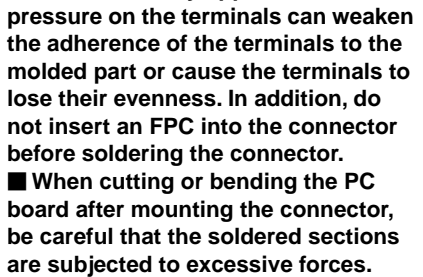 pressure on the terminals can weaken
the adherence of the terminals to the
molded part or cause the terminals to
lose their evenness. In addition, do
not insert an FPC into the connector
before soldering the connector.
■ When cutting or bending the PC
board after mounting the connector,
be careful that the soldered sections
are subjected to excessive forces.